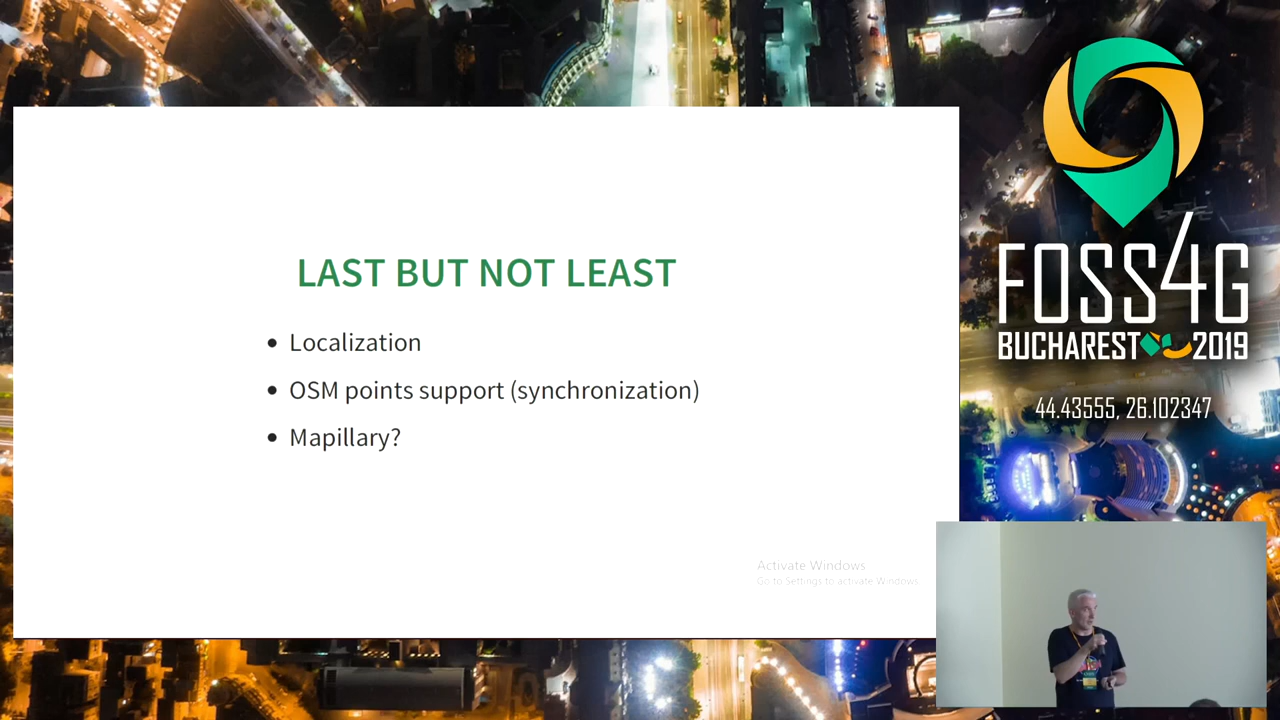 LAST BUT NOT LEAST
Localization
OSM points support (synchronization)
Mapillary?
Activate Windows
Go to Settings to activate Windows.
FOSS4G
BUCHAREST 2019
44.43555, 26.102347